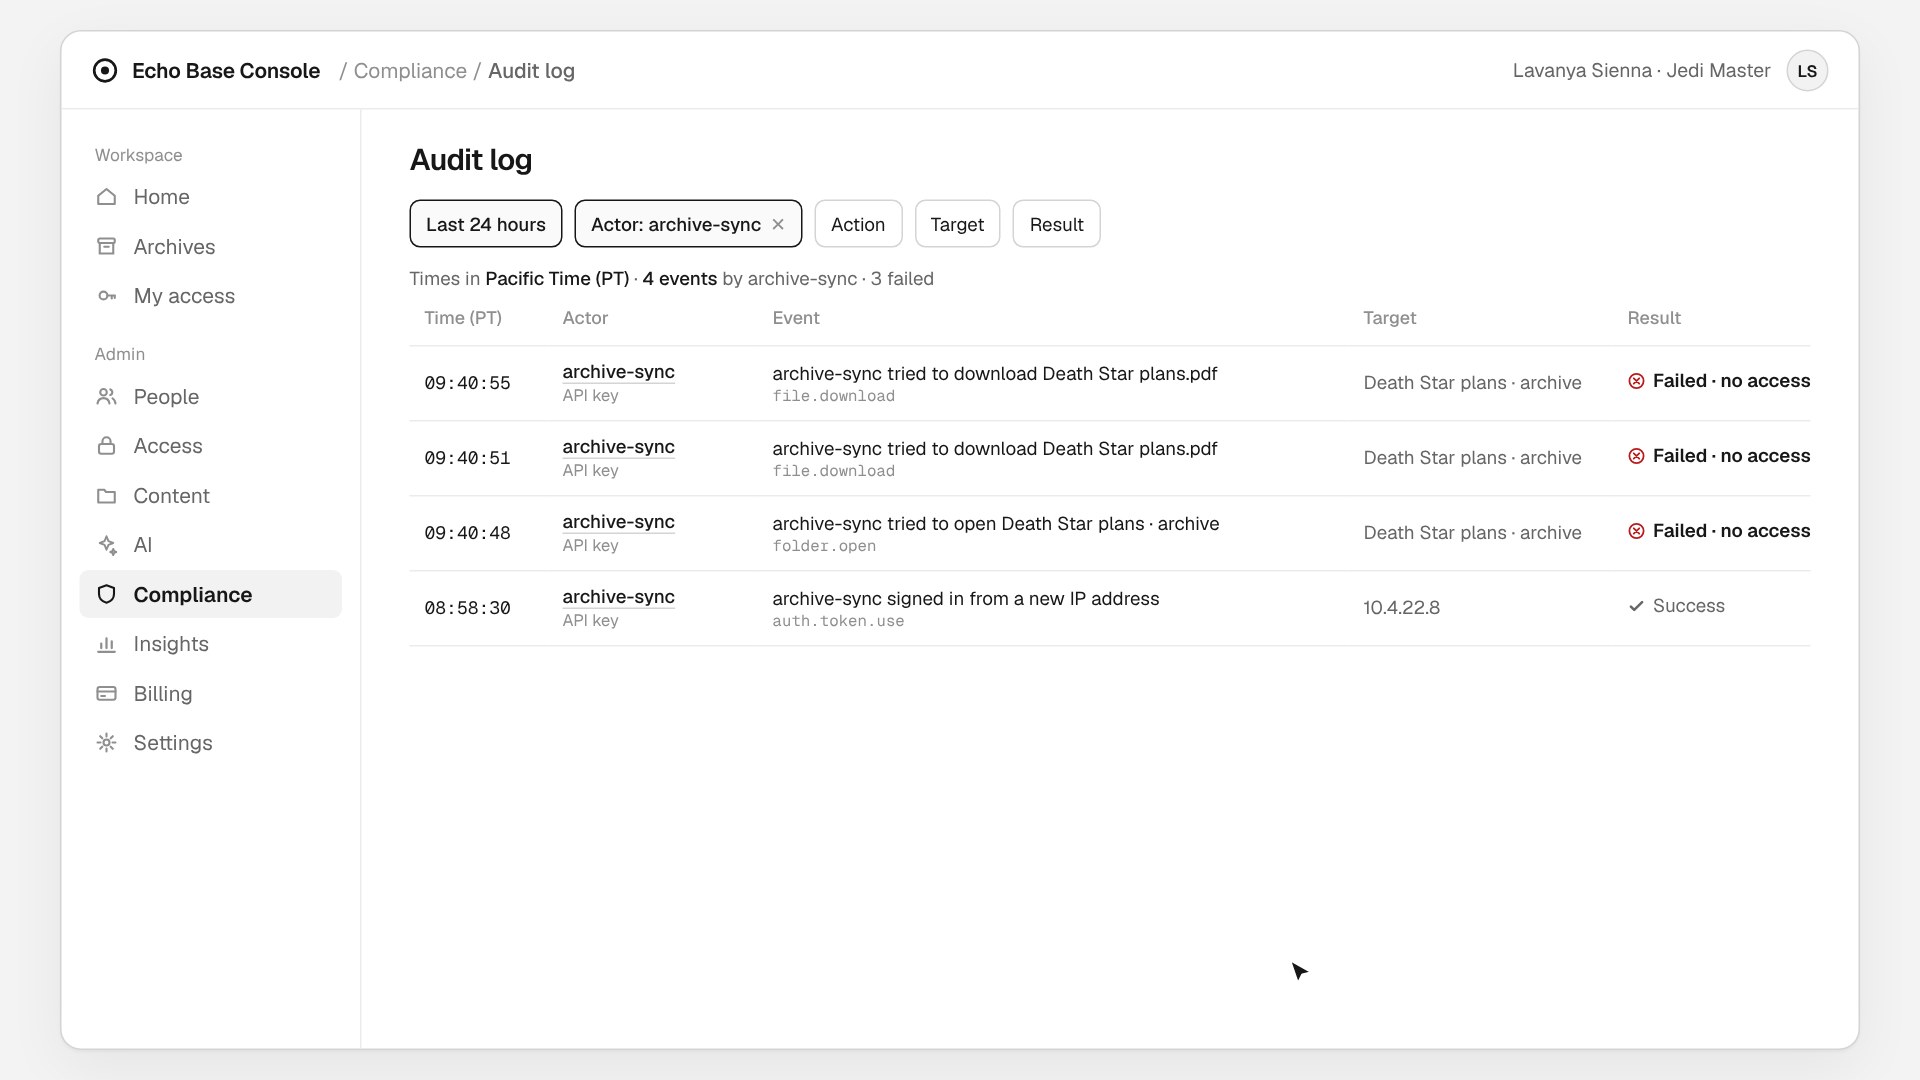 Echo Base Console / Compliance / Audit log
Lavanya Sienna · Jedi Master LS
Workspace
Home
Archives
My access
Admin
People
Access
Content
AI
Compliance
Insights
Billing
Settings
Audit log
Last 24 hours
Actor: archive-sync ×
Action
Target
Result
Times in Pacific Time (PT) · 4 events by archive-sync · 3 failed
Time (PT) Actor Event Target Result
09:40:55 archive-sync archive-sync tried to download Death Star plans.pdf Death Star plans · archive Failed · no access
API key file.download
09:40:51 archive-sync archive-sync tried to download Death Star plans.pdf Death Star plans · archive Failed · no access
API key file.download
09:40:48 archive-sync archive-sync tried to open Death Star plans · archive Death Star plans · archive Failed · no access
API key folder.open
08:58:30 archive-sync archive-sync signed in from a new IP address 10.4.22.8 Success
API key auth.token.use